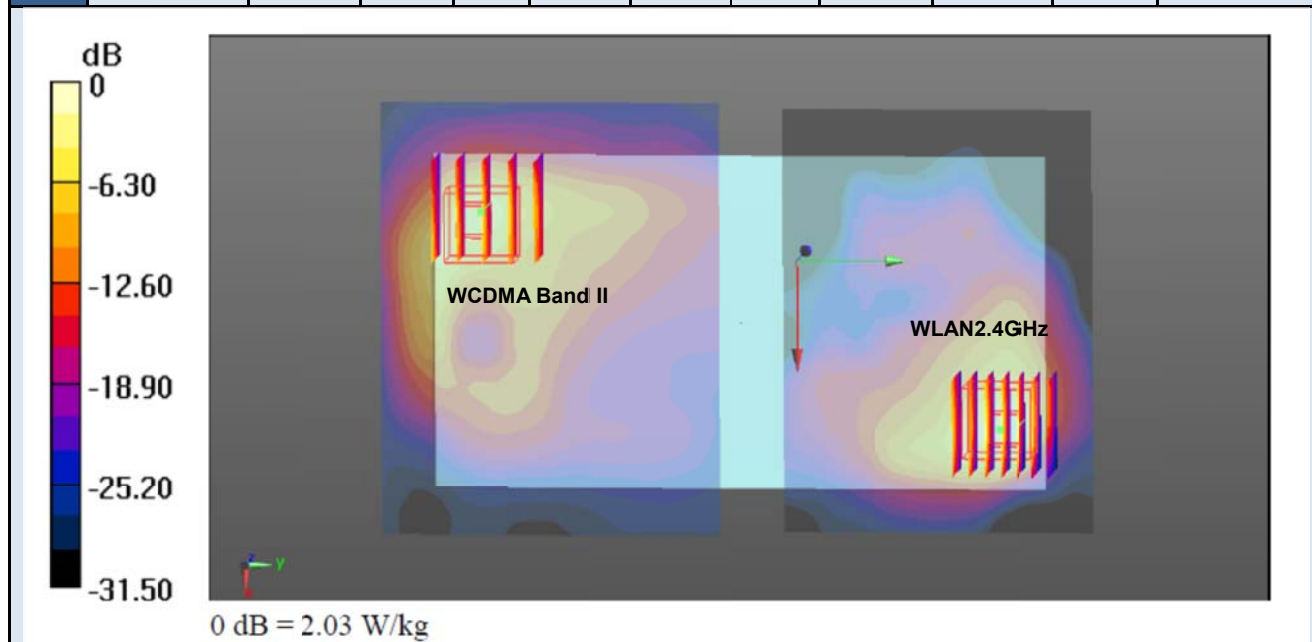 dB
0
-6.30
-12.60
-18.90
-25.20
-31.50
WCDMA Band II
WLAN2.4GHz
z
y
x
0 dB = 2.03 W/kg